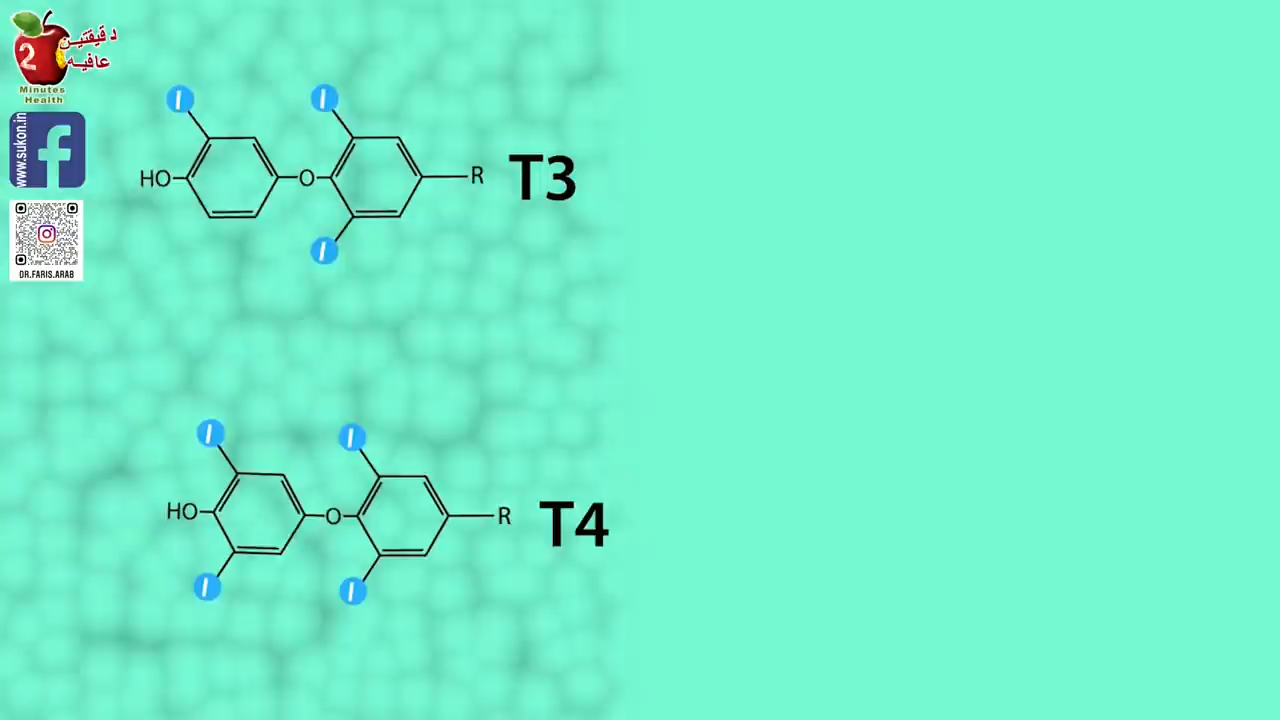 دقيقتين
2
عافيه
Minutes
Health
www.sukon.in
f
DR.FARIS.ARAB
I
I
HO
O
R
T3
I
I
I
HO
O
R
T4
I
I